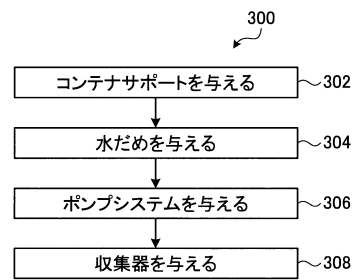 300
コンテナサポートを与える 302
水だめを与える 304
ポンプシステムを与える 306
収集器を与える 308